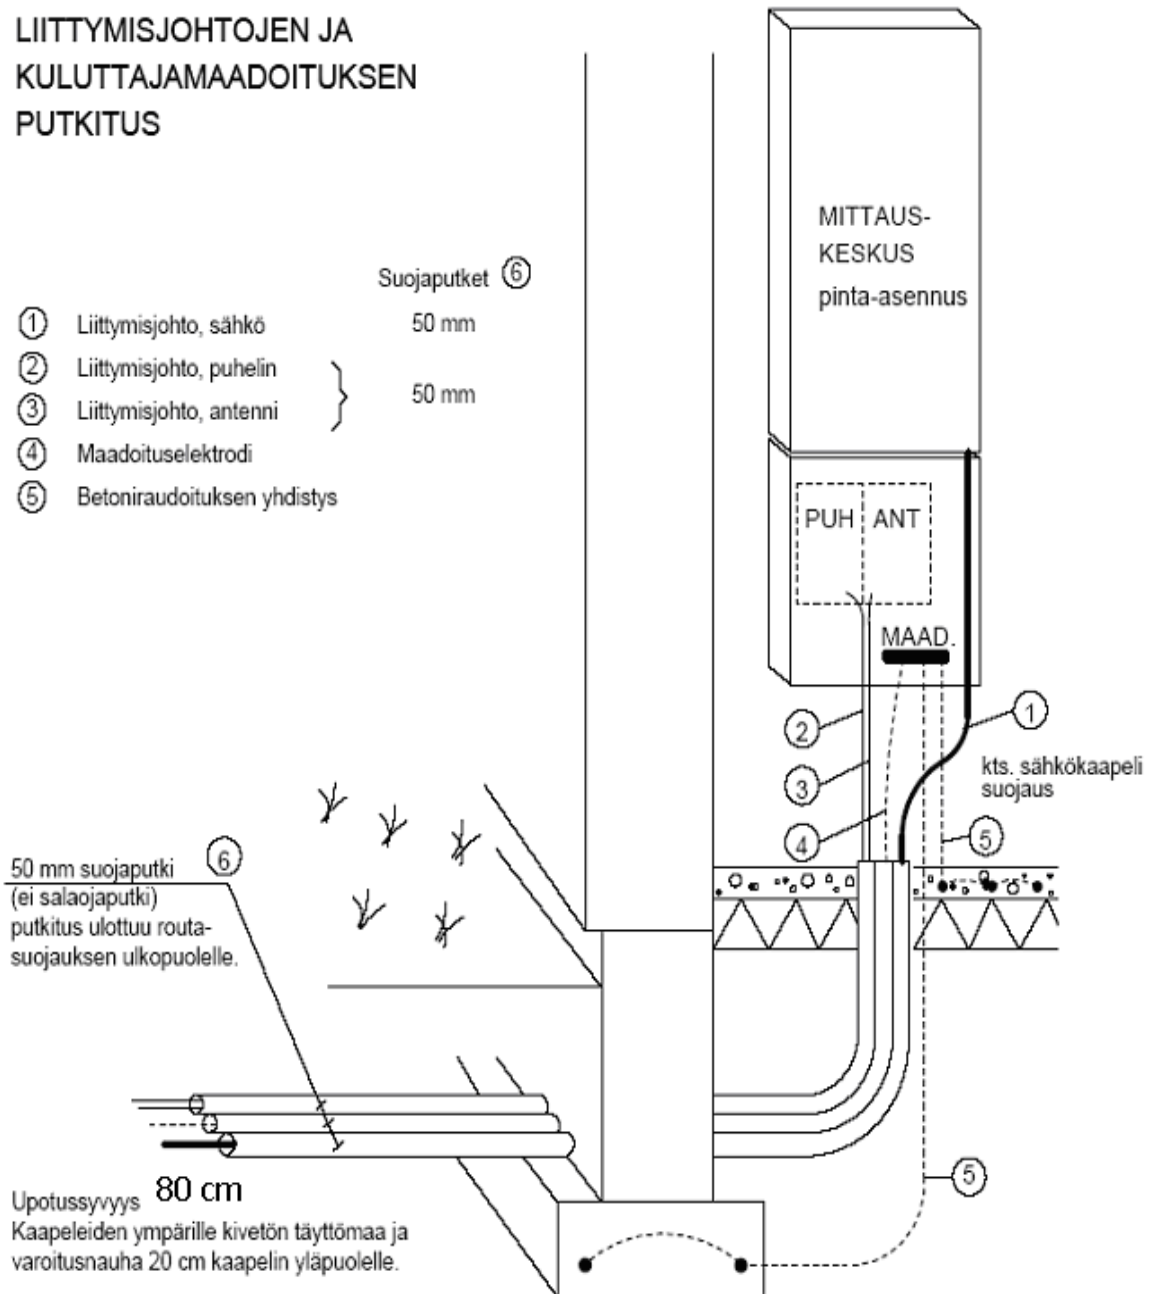 LIITTYMISJOHTOJEN JA
KULUTTAJAMAADOITUKSEN
PUTKITUS
MITTAUS-
KESKUS
pinta-asennus
Suojaputket 6
1 Liittymisjohto, sähkö 50 mm
2 Liittymisjohto, puhelin
50 mm
3 Liittymisjohto, antenni
4 Maadoituselektrodi
5 Betoniraudoituksen yhdistys
PUH ANT
MAAD.
1
2
kts. sähkökaapeli
suojaus
3
4
5
6
50 mm suojaputki
(ei salaojaputki)
putkitus ulottuu routa-
suojauksen ulkopuolelle.
5
Upotussyvyys 80 cm
Kaapeleiden ympärille kivetön täyttömaa ja
varoitusnauha 20 cm kaapelin yläpuolelle.